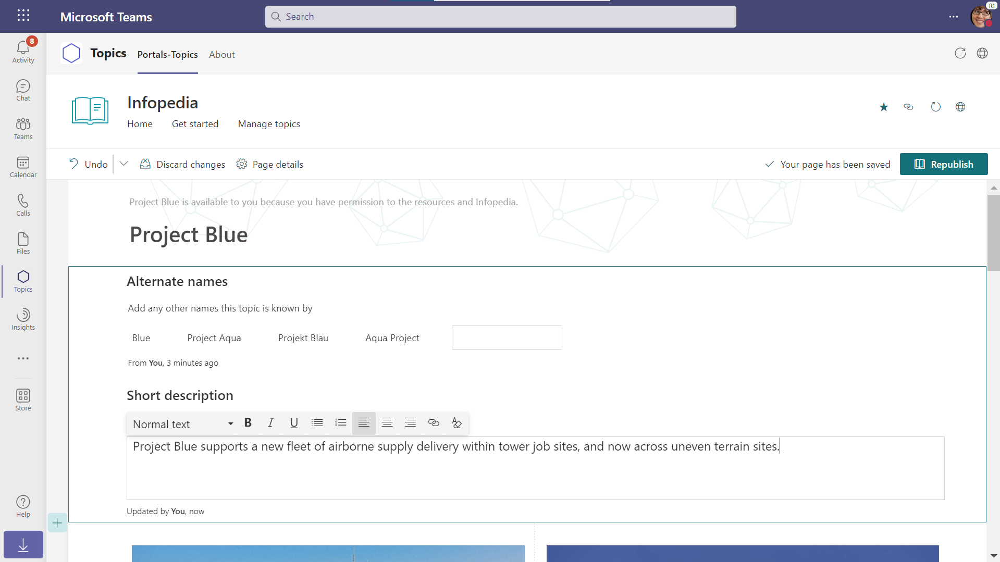 R1
Microsoft Teams
Search
8
Activity
Chat
Teams
Calendar
Calls
Files
Topics
Insights
Store
Help
Topics
Portals-Topics
About
Infopedia
Home
Get started
Manage topics
Undo
Discard changes
Page details
Your page has been saved
Republish
Project Blue is available to you because you have permission to the resources and Infopedia.
Project Blue
Alternate names
Add any other names this topic is known by
Blue
Project Aqua
Projekt Blau
Aqua Project
From You, 3 minutes ago
Short description
Normal text
B I U
Project Blue supports a new fleet of airborne supply delivery within tower job sites, and now across uneven terrain sites.
Updated by You, now